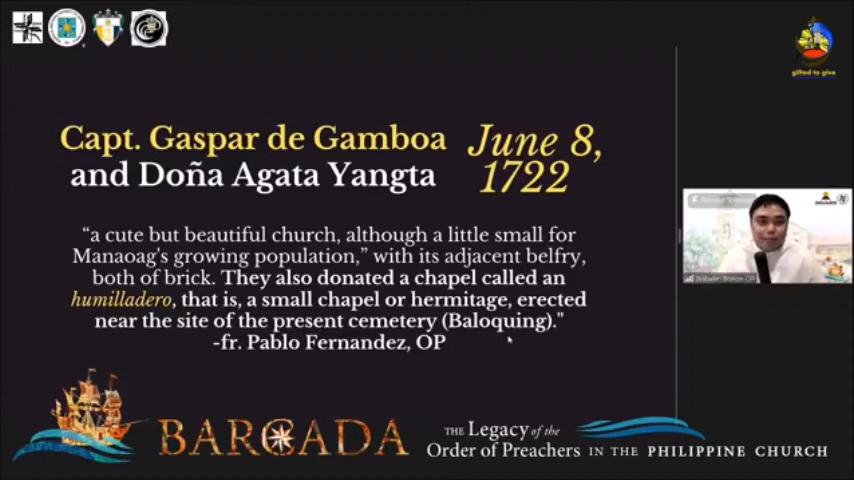 gifted to give
Capt. Gaspar de Gamboa
and Doña Agata Yangta
June 8,
1722
“a cute but beautiful church, although a little small for
Manaoag's growing population,” with its adjacent belfry,
both of brick. They also donated a chapel called an
humilladero, that is, a small chapel or hermitage, erected
near the site of the present cemetery (Baloquing)."
-fr. Pablo Fernandez, OP
BARCADA
THE Legacy of the
Order of Preachers IN THE PHILIPPINE CHURCH